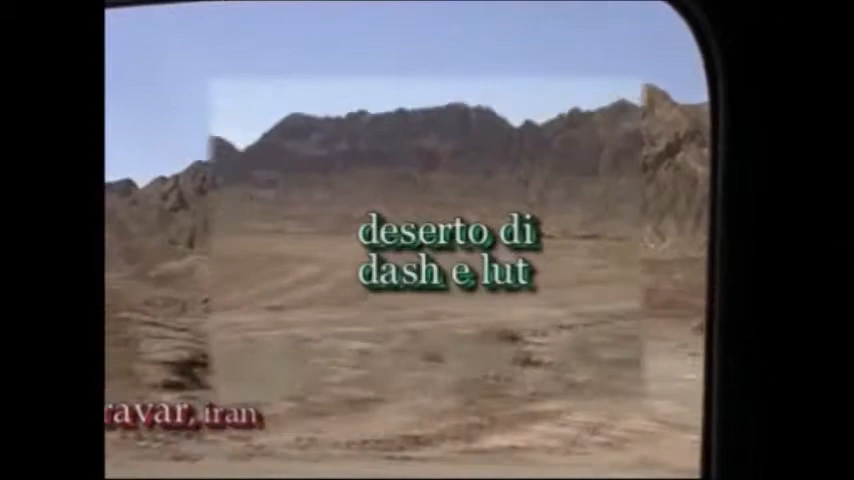 deserto di
dash e lut
ravar, iran